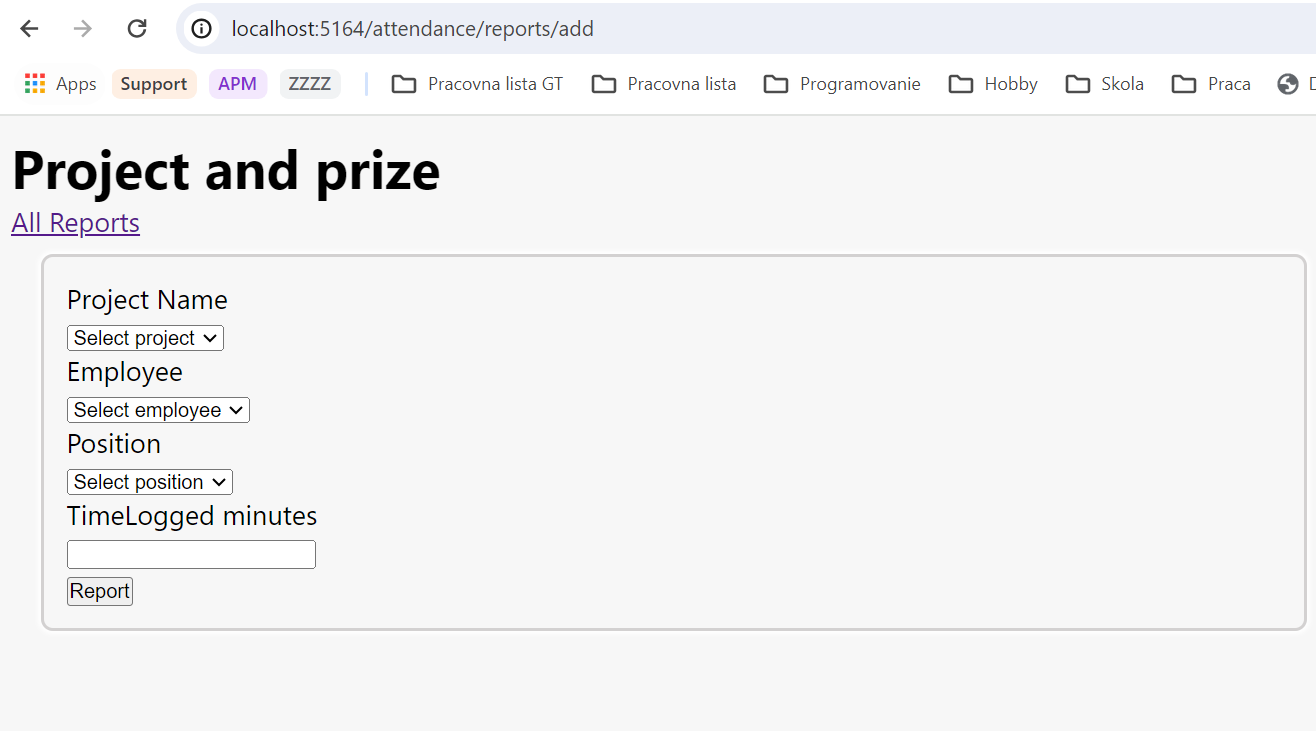 localhost:5164/attendance/reports/add
Apps Support APM ZZZZ Pracovna lista GT Pracovna lista Programovanie Hobby Skola Praca
Project and prize
All Reports
Project Name
Select project
Employee
Select employee
Position
Select position
TimeLogged minutes
Report